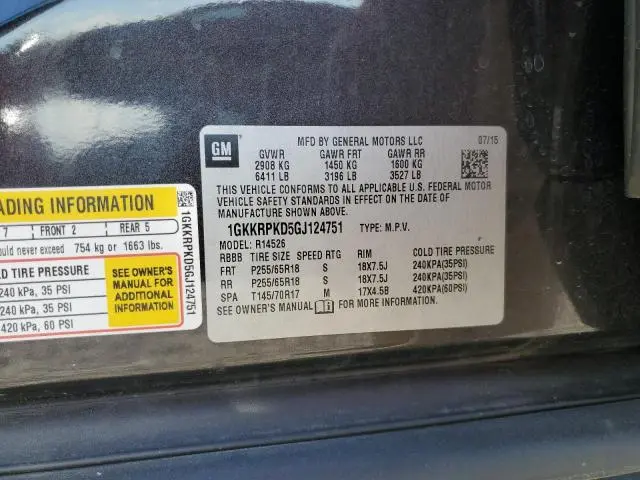 GM
MFD BY GENERAL MOTORS LLC 07/15
GVWR GAWR FRT GAWR RR
2908 KG 1450 KG 1600 KG
6411 LB 3196 LB 3527 LB
THIS VEHICLE CONFORMS TO ALL APPLICABLE U.S. FEDERAL MOTOR
VEHICLE SAFETY STANDARDS IN EFFECT ON THE DATE OF
MANUFACTURE SHOWN ABOVE.
1GKKRPKD5GJ124751 TYPE: M.P.V.
MODEL: R14526
RBBB TIRE SIZE SPEED RTG RIM COLD TIRE PRESSURE
FRT P255/65R18 S 18X7.5J 240KPA(35PSI)
RR P255/65R18 S 18X7.5J 240KPA(35PSI)
SPA T145/70R17 M 17X4.5B 420KPA(60PSI)
SEE OWNER'S MANUAL FOR MORE INFORMATION.
ADING INFORMATION
7 FRONT 2 REAR 5
ould never exceed 754 kg or 1663 lbs.
COLD TIRE PRESSURE
240 kPa, 35 PSI
240 kPa, 35 PSI
420 kPa, 60 PSI
SEE OWNER'S
MANUAL FOR
ADDITIONAL
INFORMATION
1GKKRPKD5GJ124751